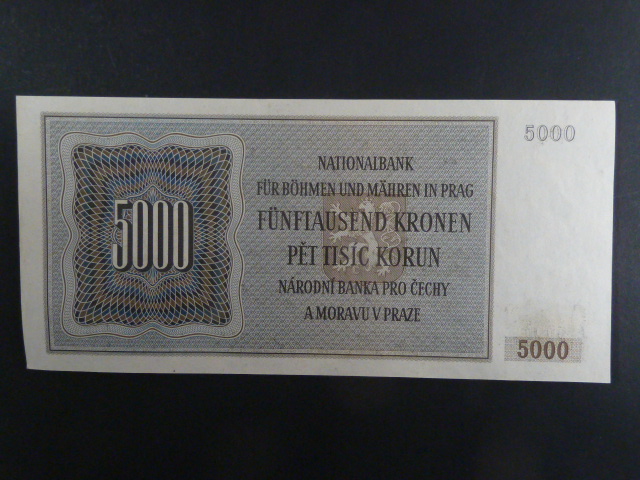 5000
NATIONALBANK
FÜR BÖHMEN UND MÄHREN IN PRAG
FÜNFTAUSEND KRONEN
PĚT TISÍC KORUN
NÁRODNÍ BANKA PRO ČECHY
A MORAVU V PRAZE
5000
5000